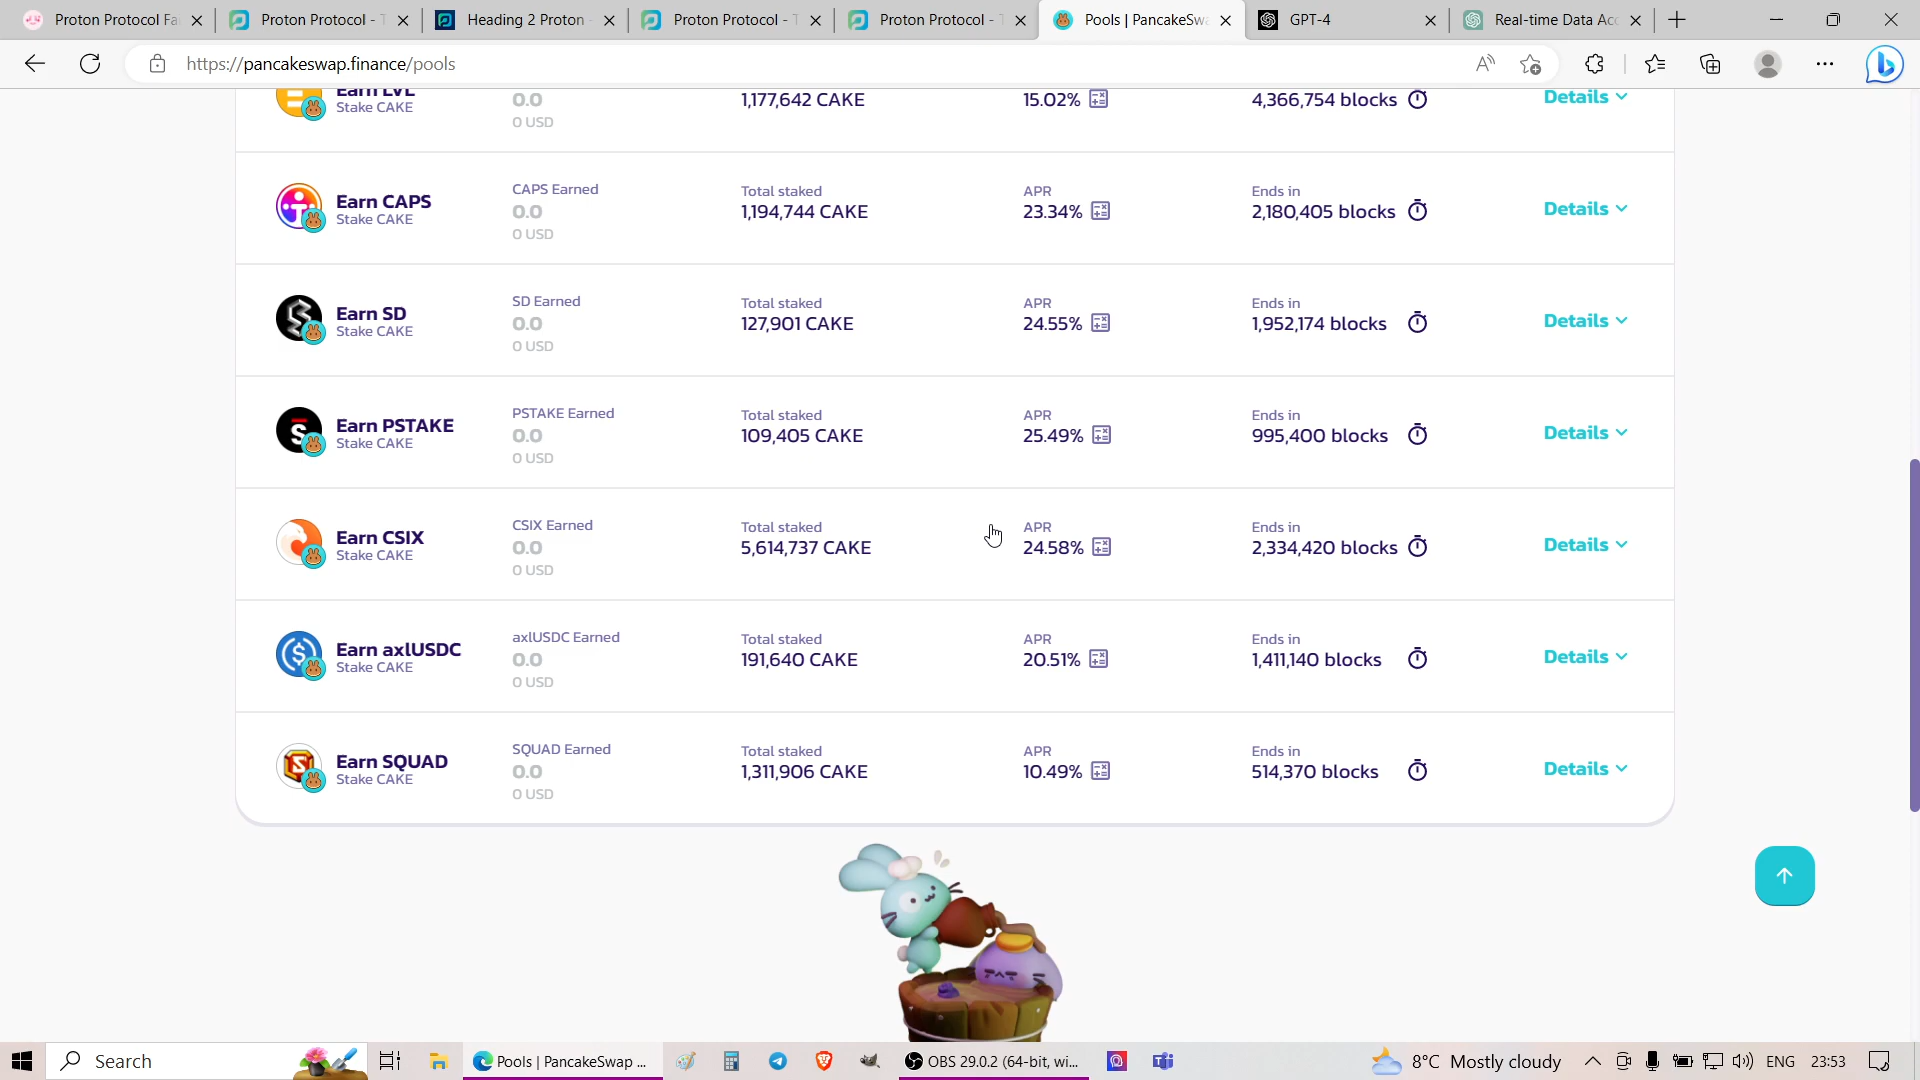 Proton Protocol Fa
Proton Protocol - T
Heading 2 Proton
Proton Protocol - T
Proton Protocol - T
Pools | PancakeSwa
GPT-4
Real-time Data Acc
https://pancakeswap.finance/pools
Earn LVL
Stake CAKE
0.0
0 USD
1,177,642 CAKE
15.02%
4,366,754 blocks
Details
Earn CAPS
Stake CAKE
CAPS Earned
0.0
0 USD
Total staked
1,194,744 CAKE
APR
23.34%
Ends in
2,180,405 blocks
Details
Earn SD
Stake CAKE
SD Earned
0.0
0 USD
Total staked
127,901 CAKE
APR
24.55%
Ends in
1,952,174 blocks
Details
Earn PSTAKE
Stake CAKE
PSTAKE Earned
0.0
0 USD
Total staked
109,405 CAKE
APR
25.49%
Ends in
995,400 blocks
Details
Earn CSIX
Stake CAKE
CSIX Earned
0.0
0 USD
Total staked
5,614,737 CAKE
APR
24.58%
Ends in
2,334,420 blocks
Details
Earn axlUSDC
Stake CAKE
axlUSDC Earned
0.0
0 USD
Total staked
191,640 CAKE
APR
20.51%
Ends in
1,411,140 blocks
Details
Earn SQUAD
Stake CAKE
SQUAD Earned
0.0
0 USD
Total staked
1,311,906 CAKE
APR
10.49%
Ends in
514,370 blocks
Details
Search
Pools | PancakeSwap ...
OBS 29.0.2 (64-bit, wi...
8°C Mostly cloudy
ENG
23:53